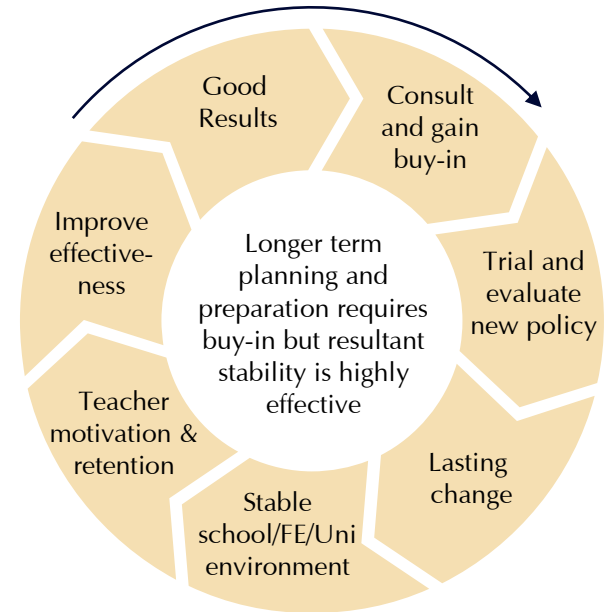 Good
Results
Consult
and gain
buy-in
Trial and
evaluate
new policy
Lasting
change
Stable
school/FE/Uni
environment
Teacher
motivation &
retention
Improve
effective-
ness
Longer term
planning and
preparation requires
buy-in but resultant
stability is highly
effective